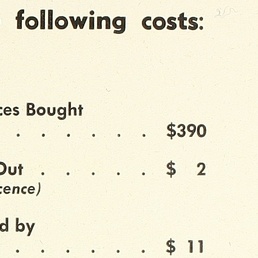 following costs:
ces Bought
. . . . . . $390
Out . . . . . $ 2
cence)
d by
. . . . . . $ 11